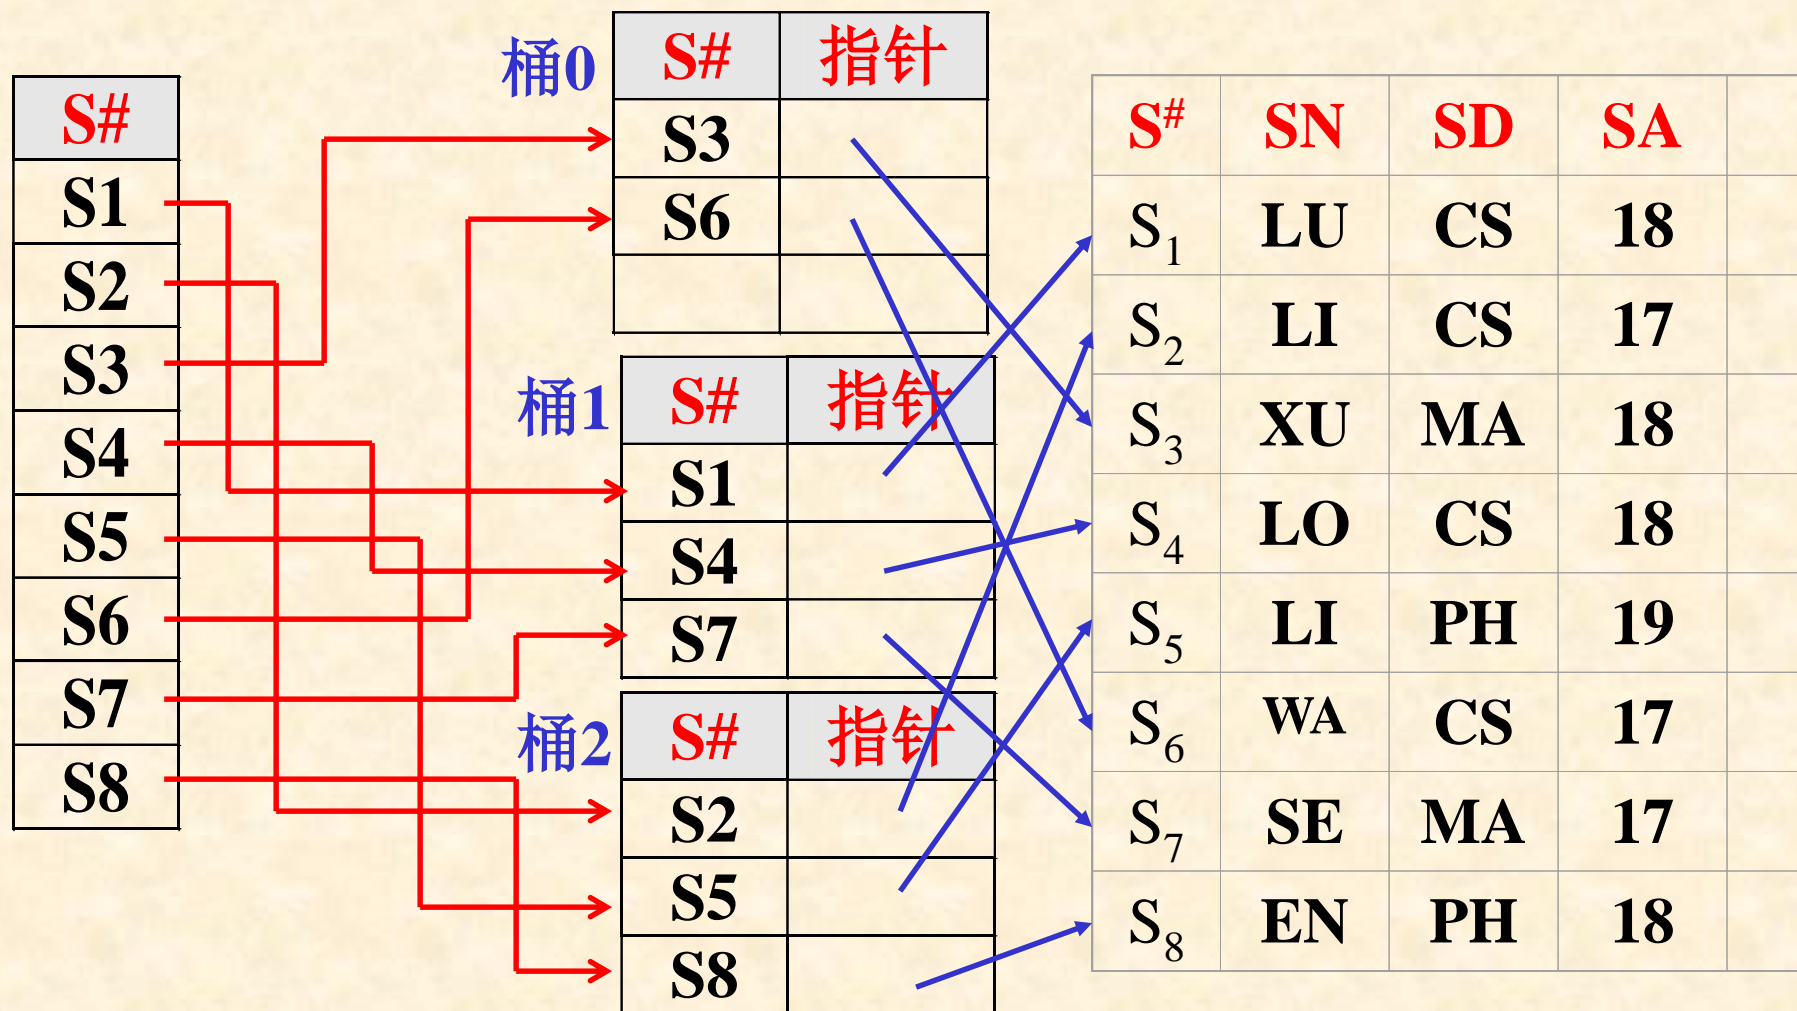 S#
S1
S2
S3
S4
S5
S6
S7
S8
桶0
S# 指针
S3
S6
桶1
S# 指针
S1
S4
S7
桶2
S# 指针
S2
S5
S8
S# SN SD SA
S1 LU CS 18
S2 LI CS 17
S3 XU MA 18
S4 LO CS 18
S5 LI PH 19
S6 WA CS 17
S7 SE MA 17
S8 EN PH 18